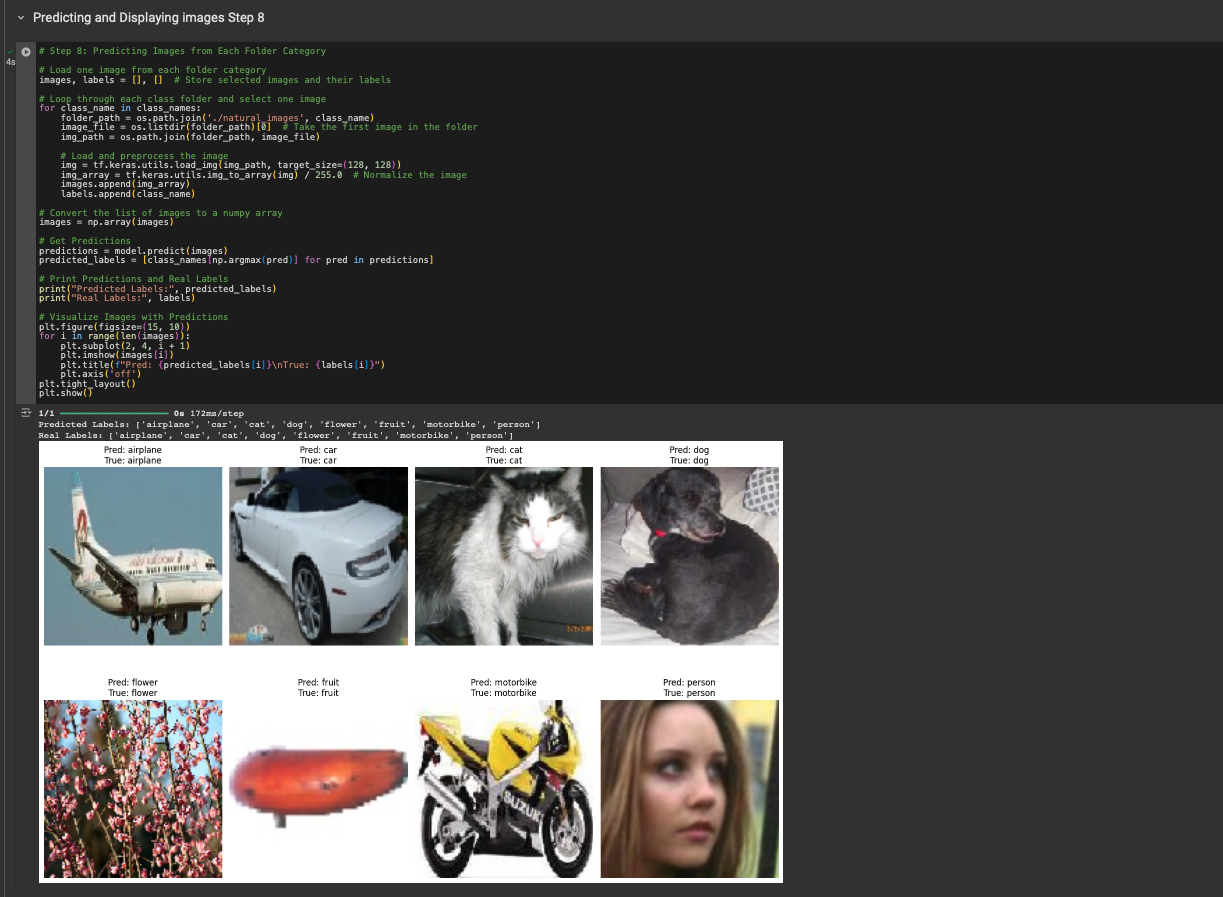 Predicting and Displaying images Step 8
4s
# Step 8: Predicting Images from Each Folder Category
# Load one image from each folder category
images, labels = [], []  # Store selected images and their labels
# Loop through each class folder and select one image
for class_name in class_names:
    folder_path = os.path.join('./natural_images', class_name)
    image_file = os.listdir(folder_path)[0]  # Take the first image in the folder
    img_path = os.path.join(folder_path, image_file)
    # Load and preprocess the image
    img = tf.keras.utils.load_img(img_path, target_size=(128, 128))
    img_array = tf.keras.utils.img_to_array(img) / 255.0  # Normalize the image
    images.append(img_array)
    labels.append(class_name)
# Convert the list of images to a numpy array
images = np.array(images)
# Get Predictions
predictions = model.predict(images)
predicted_labels = [class_names[np.argmax(pred)] for pred in predictions]
# Print Predictions and Real Labels
print("Predicted Labels:", predicted_labels)
print("Real Labels:", labels)
# Visualize Images with Predictions
plt.figure(figsize=(15, 10))
for i in range(len(images)):
    plt.subplot(2, 4, i + 1)
    plt.imshow(images[i])
    plt.title(f"Pred: {predicted_labels[i]}\nTrue: {labels[i]}")
    plt.axis('off')
plt.tight_layout()
plt.show()
1/1 0s 172ms/step
Predicted Labels: ['airplane', 'car', 'cat', 'dog', 'flower', 'fruit', 'motorbike', 'person']
Real Labels: ['airplane', 'car', 'cat', 'dog', 'flower', 'fruit', 'motorbike', 'person']
Pred: airplane
True: airplane
Pred: car
True: car
Pred: cat
True: cat
Pred: dog
True: dog
Pred: flower
True: flower
Pred: fruit
True: fruit
Pred: motorbike
True: motorbike
Pred: person
True: person
SUZUKI